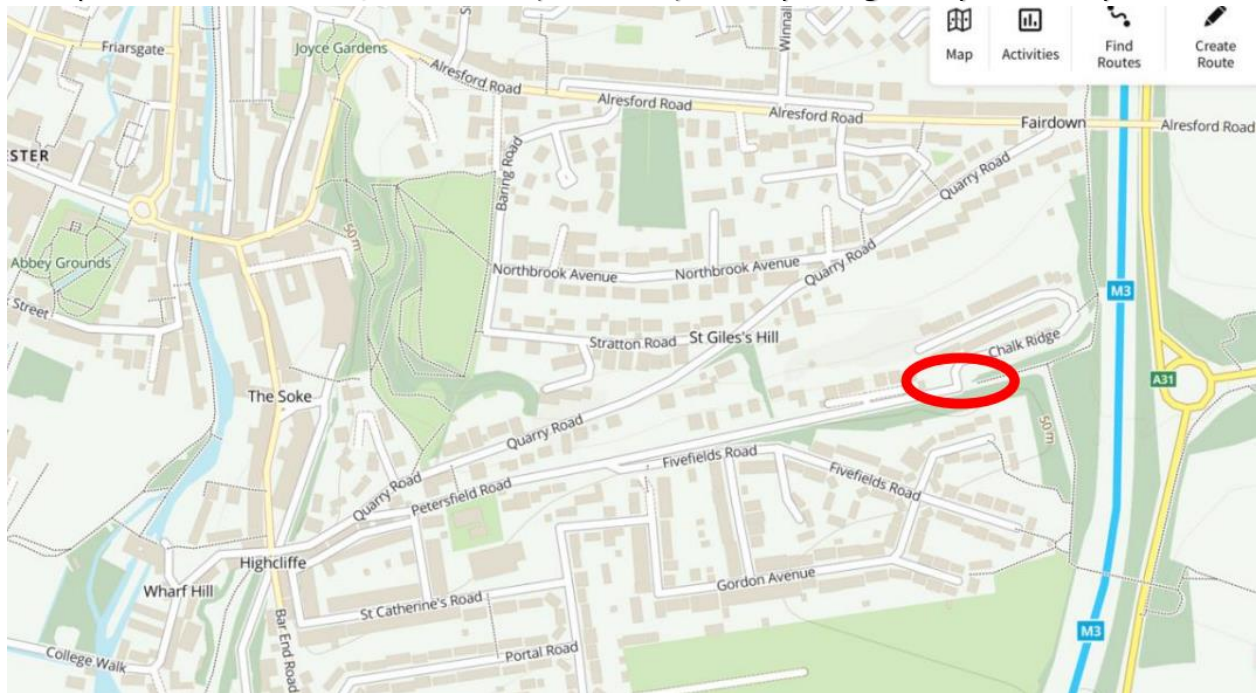 Map
Activities
Find
Routes
Create
Route
Friarsgate
Joyce Gardens
Alresford Road
Alresford Road
Alresford Road
Fairdown
Alresford Road
STER
Baring Road
Quarry Road
50 m
Abbey Grounds
Street
Northbrook Avenue
Northbrook Avenue
Quarry Road
M3
Stratton Road
St Giles's Hill
Chalk Ridge
A31
The Soke
Quarry Road
50 m
Fivefields Road
Fivefields Road
Quarry Road
Petersfield Road
Highcliffe
Wharf Hill
Gordon Avenue
St Catherine's Road
Bar End Road
M3
College Walk
Portal Road